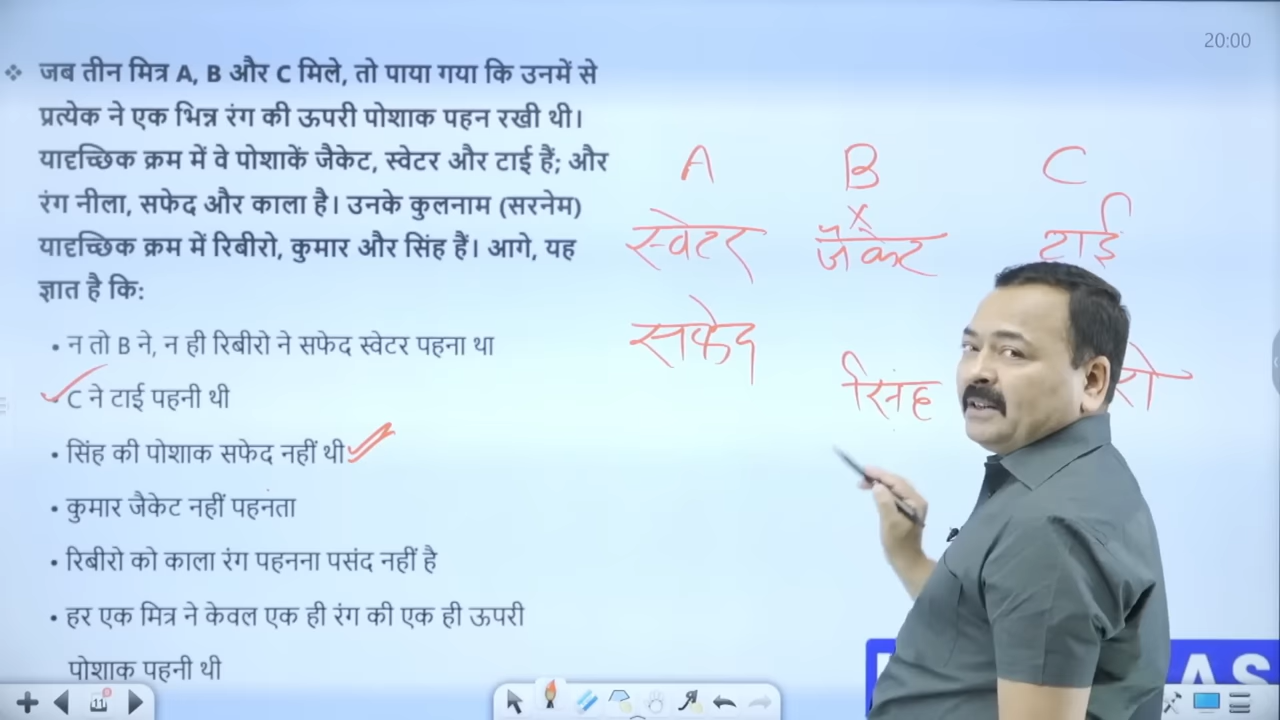 20:00
❖ जब तीन मित्र A, B और C मिले, तो पाया गया कि उनमें से
प्रत्येक ने एक भिन्न रंग की ऊपरी पोशाक पहन रखी थी।
यादृच्छिक क्रम में वे पोशाकें जैकेट, स्वेटर और टाई हैं; और
रंग नीला, सफेद और काला है। उनके कुलनाम (सरनेम)
यादृच्छिक क्रम में रिबीरो, कुमार और सिंह हैं। आगे, यह
ज्ञात है कि:
• न तो B ने, न ही रिबीरो ने सफेद स्वेटर पहना था
• C ने टाई पहनी थी
• सिंह की पोशाक सफेद नहीं थी
• कुमार जैकेट नहीं पहनता
• रिबीरो को काला रंग पहनना पसंद नहीं है
• हर एक मित्र ने केवल एक ही रंग की एक ही ऊपरी
पोशाक पहनी थी
A B C
स्वेटर जैकेट टाई
सफेद
सिंह रो
AS
11